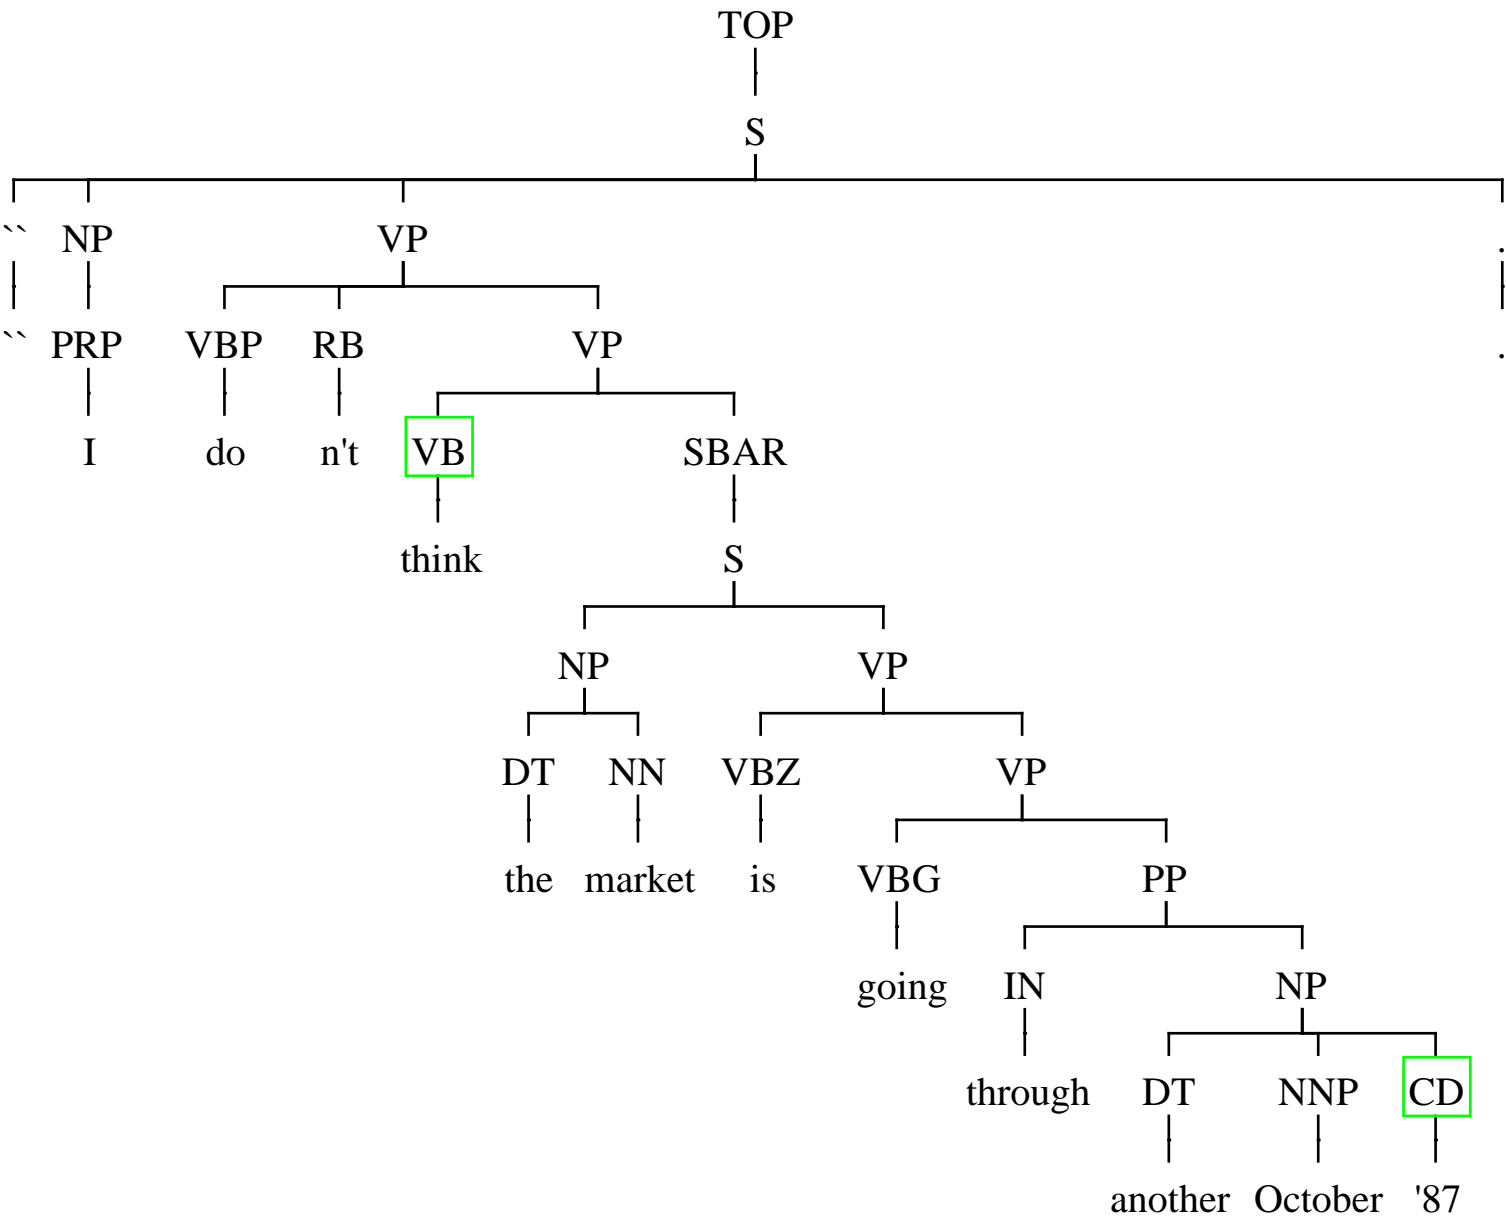 TOP
S
`` NP VP .
`` PRP VBP RB VP .
I do n't VB SBAR
think S
NP VP
DT NN VBZ VP
the market is VBG PP
going IN NP
through DT NNP CD
another October '87